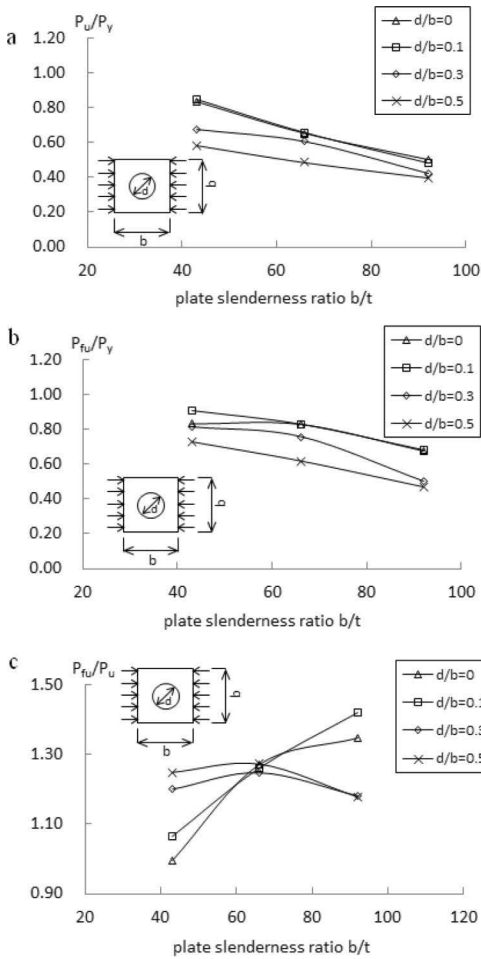 a
Pu/Py
1.20
1.00
0.80
0.60
0.40
0.20
0.00
20 40 60 80 100
plate slenderness ratio b/t
d/b=0
d/b=0.1
d/b=0.3
d/b=0.5
d
b
b
b
Pfu/Py
1.20
1.00
0.80
0.60
0.40
0.20
0.00
20 40 60 80 100
plate slenderness ratio b/t
d/b=0
d/b=0.1
d/b=0.3
d/b=0.5
d
b
b
c
Pfu/Pu
1.50
1.30
1.10
0.90
20 40 60 80 100 120
plate slenderness ratio b/t
d/b=0
d/b=0.1
d/b=0.3
d/b=0.5
d
b
b